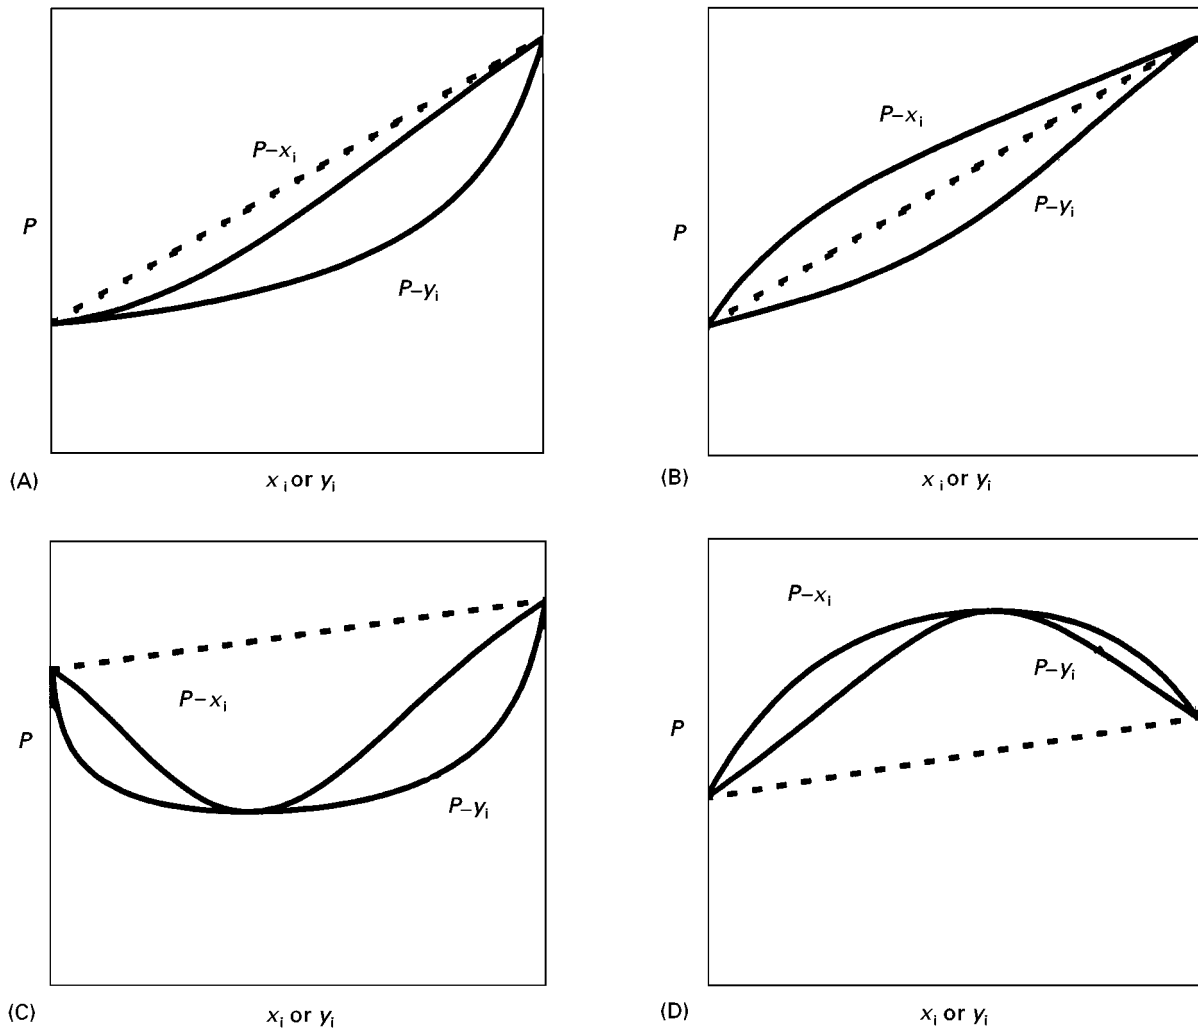 P–xᵢ
P
P–yᵢ
(A)
xᵢ or yᵢ
P–xᵢ
P
P–yᵢ
(B)
xᵢ or yᵢ
P–xᵢ
P
P–yᵢ
(C)
xᵢ or yᵢ
P–xᵢ
P–yᵢ
P
(D)
xᵢ or yᵢ